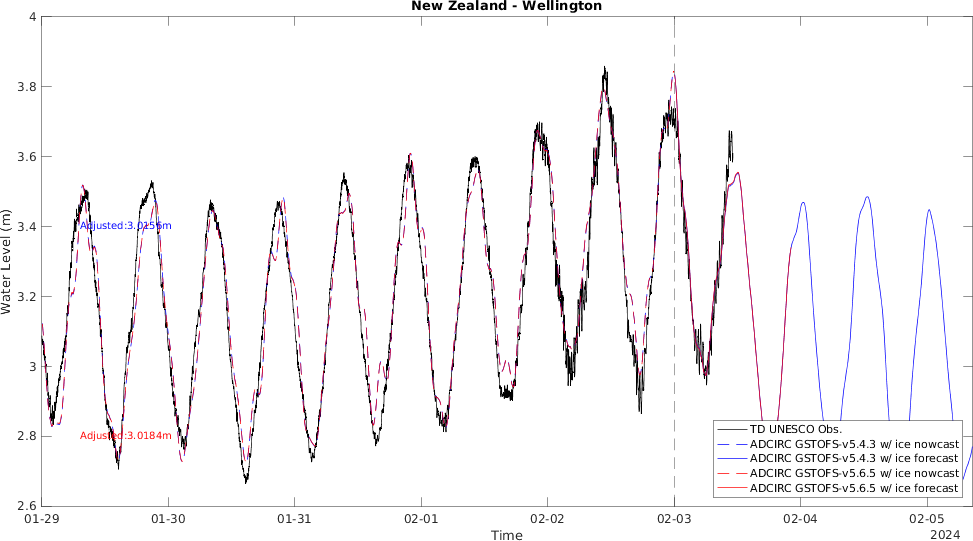 New Zealand - Wellington
4
3.8
3.6
3.4
3.2
3
2.8
2.6
Water Level (m)
Adjusted:3.0156m
Adjusted:3.0184m
TD UNESCO Obs.
ADCIRC GSTOFS-v5.4.3 w/ ice nowcast
ADCIRC GSTOFS-v5.4.3 w/ ice forecast
ADCIRC GSTOFS-v5.6.5 w/ ice nowcast
ADCIRC GSTOFS-v5.6.5 w/ ice forecast
01-29 01-30 01-31 02-01 02-02 02-03 02-04 02-05
Time
2024